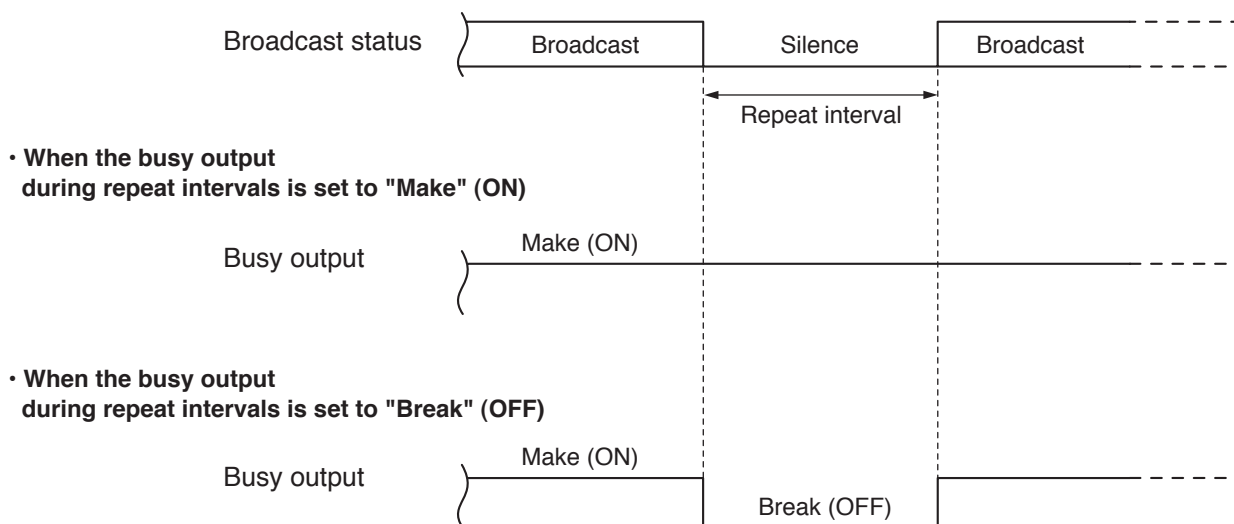 Broadcast status
Broadcast
Silence
Broadcast
Repeat interval
• When the busy output
during repeat intervals is set to "Make" (ON)
Make (ON)
Busy output
• When the busy output
during repeat intervals is set to "Break" (OFF)
Make (ON)
Busy output
Break (OFF)